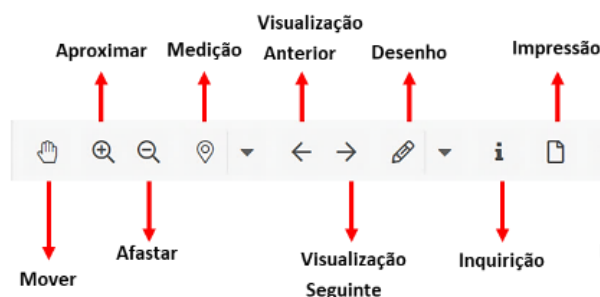 Visualização
Aproximar Medição Anterior Desenho Impressão
Afastar Visualização Inquirição
Mover Seguinte